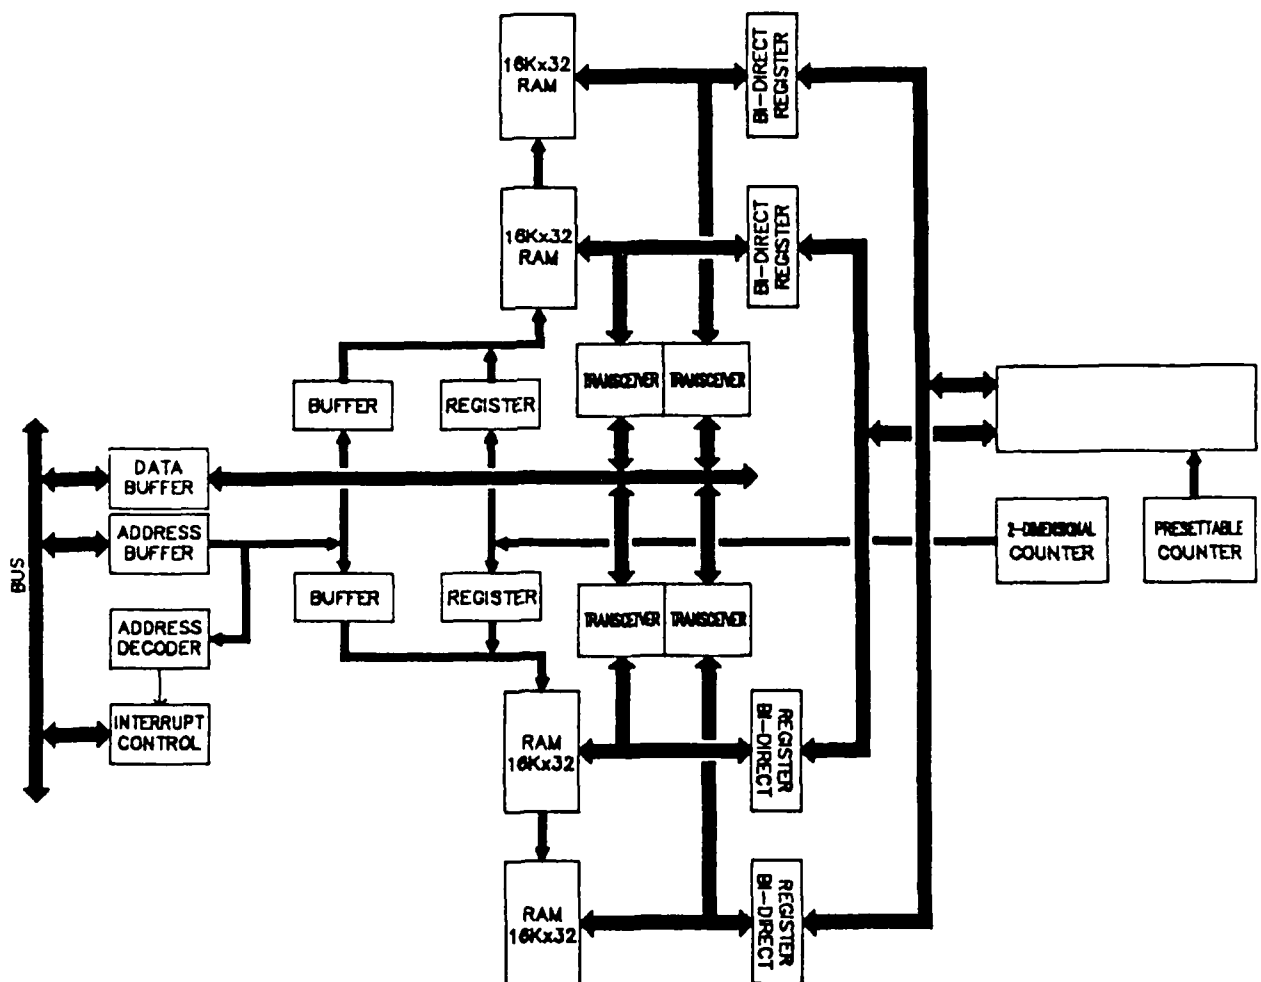 16Kx32
RAM
BI-DIRECT
REGISTER
16Kx32
RAM
BI-DIRECT
REGISTER
TRANSCEIVER
TRANSCEIVER
BUFFER
REGISTER
DATA
BUFFER
ADDRESS
BUFFER
2-DIMENSIONAL
COUNTER
PRESETTABLE
COUNTER
BUS
BUFFER
REGISTER
TRANSCEIVER
TRANSCEIVER
ADDRESS
DECODER
INTERRUPT
CONTROL
RAM
16Kx32
REGISTER
BI-DIRECT
RAM
16Kx32
REGISTER
BI-DIRECT